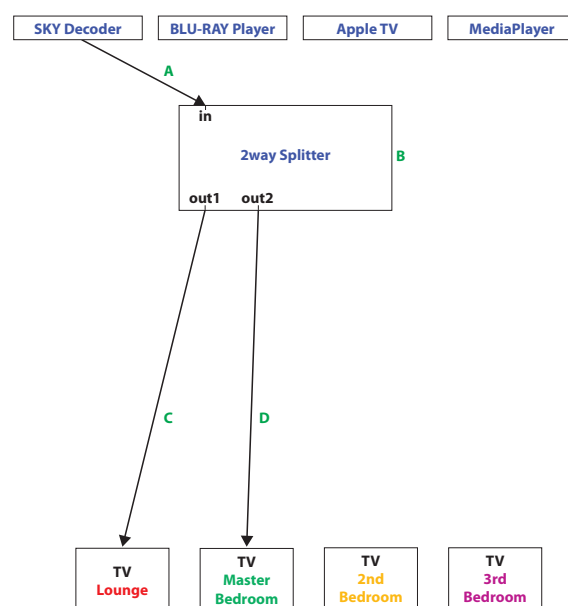 SKY Decoder
BLU-RAY Player
Apple TV
MediaPlayer
A
in
2way Splitter
B
out1
out2
C
D
TV
Lounge
TV
Master
Bedroom
TV
2nd
Bedroom
TV
3rd
Bedroom